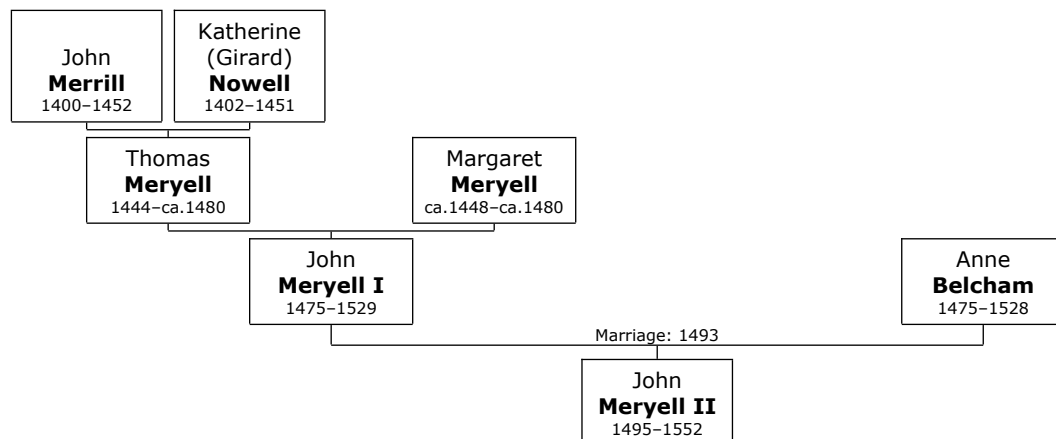 John
Merrill
1400–1452
Katherine
(Girard)
Nowell
1402–1451
Thomas
Meryell
1444–ca.1480
Margaret
Meryell
ca.1448–ca.1480
John
Meryell I
1475–1529
Anne
Belcham
1475–1528
Marriage: 1493
John
Meryell II
1495–1552